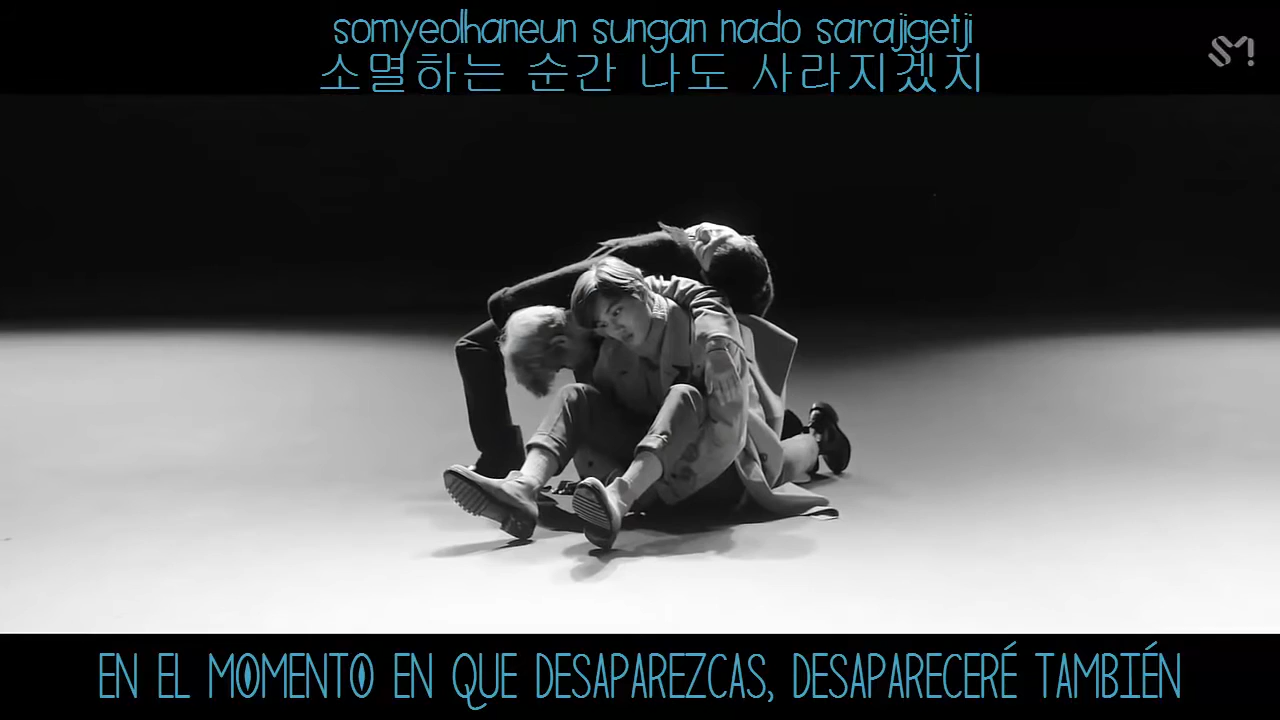 somyeolhaneun sungan nado sarajigetji
소멸하는 순간 나도 사라지겠지
SM!
EN EL MOMENTO EN QUE DESAPAREZCAS, DESAPARECERÉ TAMBIÉN